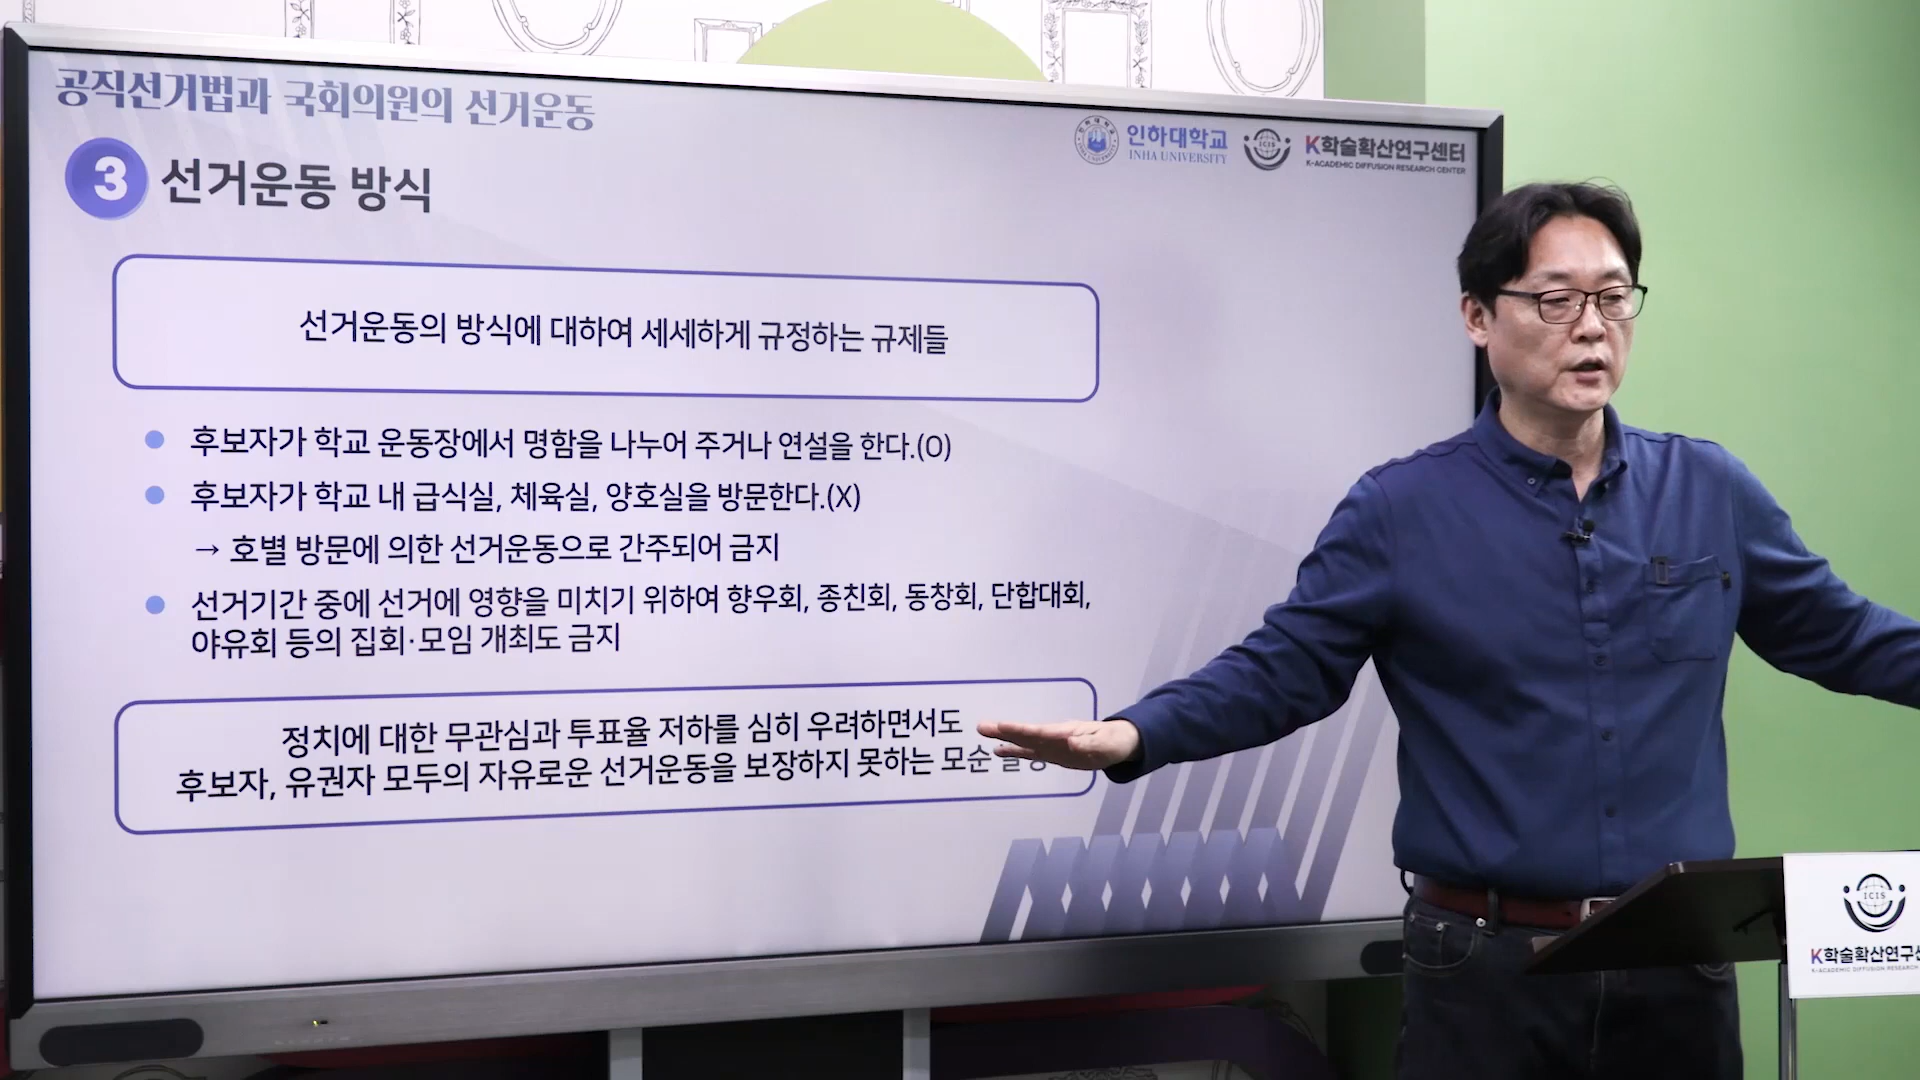 공직선거법과 국회의원의 선거운동
인하대학교
INHA UNIVERSITY
ICIS
K학술확산연구센터
K-ACADEMIC DIFFUSION RESEARCH CENTER
3 선거운동 방식
선거운동의 방식에 대하여 세세하게 규정하는 규제들
후보자가 학교 운동장에서 명함을 나누어 주거나 연설을 한다.(O)
후보자가 학교 내 급식실, 체육실, 양호실을 방문한다.(X)
→ 호별 방문에 의한 선거운동으로 간주되어 금지
선거기간 중에 선거에 영향을 미치기 위하여 향우회, 종친회, 동창회, 단합대회,
야유회 등의 집회·모임 개최도 금지
정치에 대한 무관심과 투표율 저하를 심히 우려하면서도
후보자, 유권자 모두의 자유로운 선거운동을 보장하지 못하는 모순
ICIS
K학술확산연구
K-ACADEMIC DIFFUSION RESEARCH